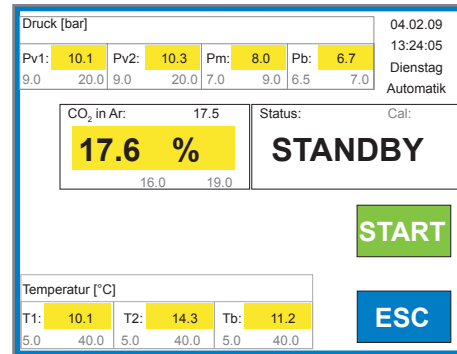 Druck [bar]
04.02.09
13:24:05
Dienstag
Automatik
Pv1: 10.1 Pv2: 10.3 Pm: 8.0 Pb: 6.7
9.0 20.0 9.0 20.0 7.0 9.0 6.5 7.0
CO₂ in Ar: 17.5
17.6 %
16.0 19.0
Status: Cal:
STANDBY
START
Temperatur [°C]
T1: 10.1 T2: 14.3 Tb: 11.2
5.0 40.0 5.0 40.0 5.0 40.0
ESC